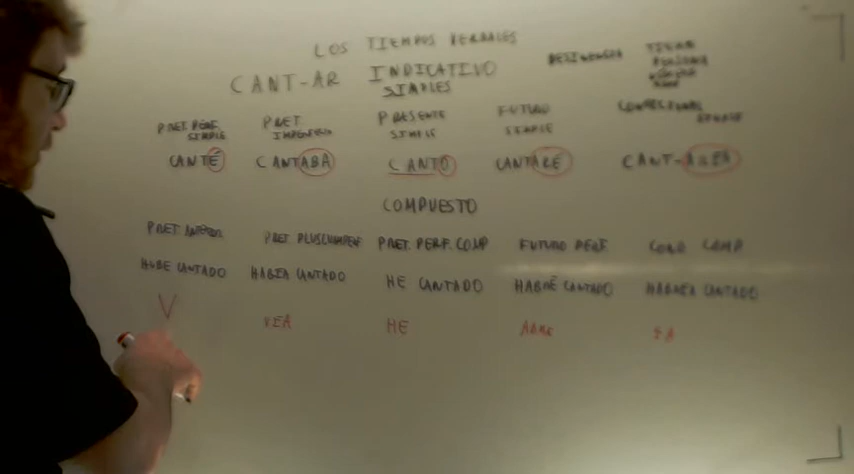 LOS TIEMPOS VERBALES
CANT-AR INDICATIVO
SIMPLES
DESINENCIA
PRET. PERF. SIMPLE
PRET IMPERFECTO
PRESENTE SIMPLE
FUTURO SIMPLE
CONDICIONAL SIMPLE
CANTÉ CANTABA CANTO CANTARÉ CANT-ARÍA
COMPUESTO
PRET ANTERIOR PRET PLUSCUAMPERF PRET. PERF. COMP FUTURO PERF COND COMP
HUBE CANTADO HABÍA CANTADO HE CANTADO HABRÉ CANTADO HABRÍA CANTADO
V HE ÍA